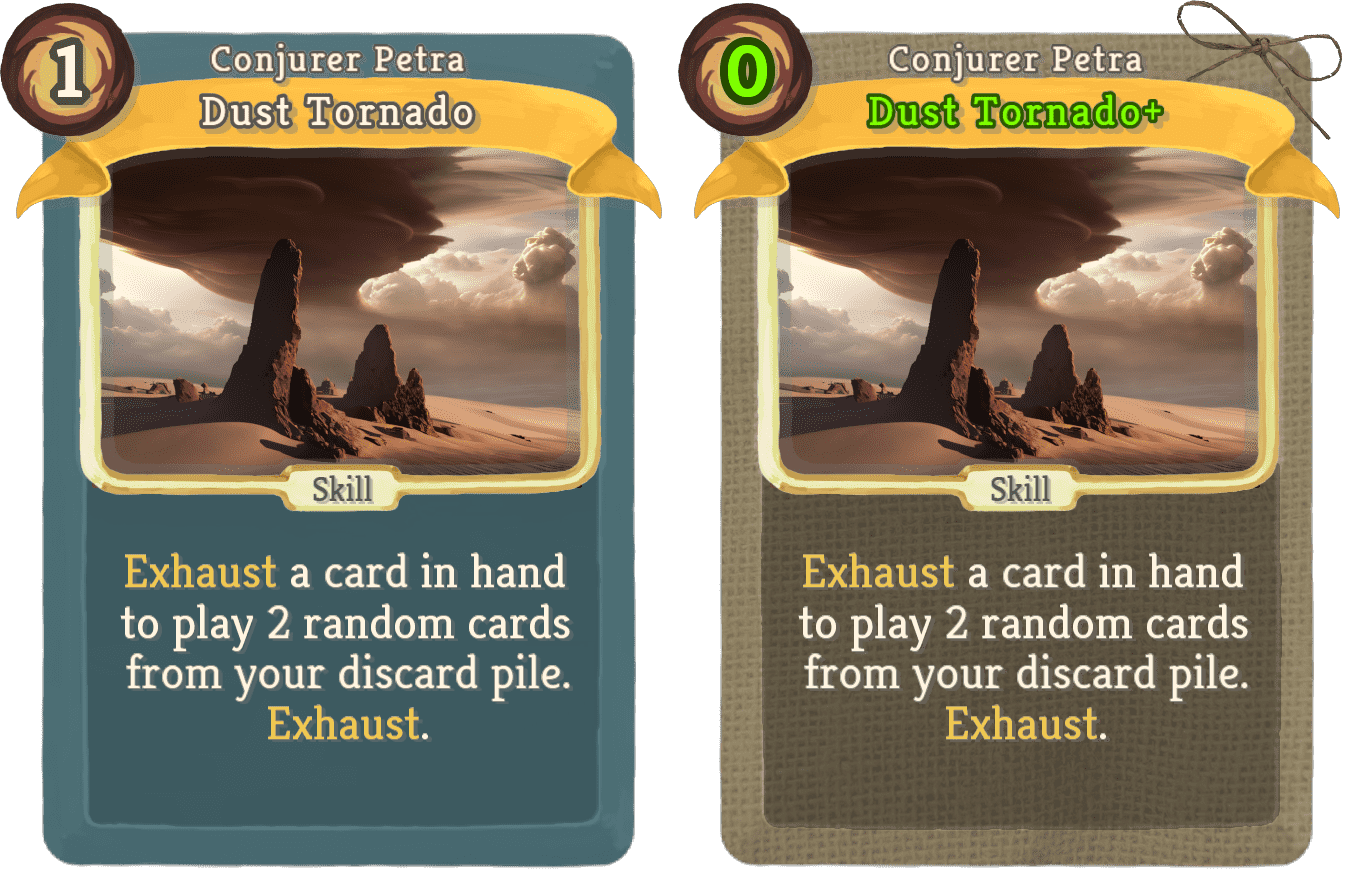 1
Conjurer Petra
Dust Tornado
Skill
Exhaust a card in hand
to play 2 random cards
from your discard pile.
Exhaust.
0
Conjurer Petra
Dust Tornado+
Skill
Exhaust a card in hand
to play 2 random cards
from your discard pile.
Exhaust.